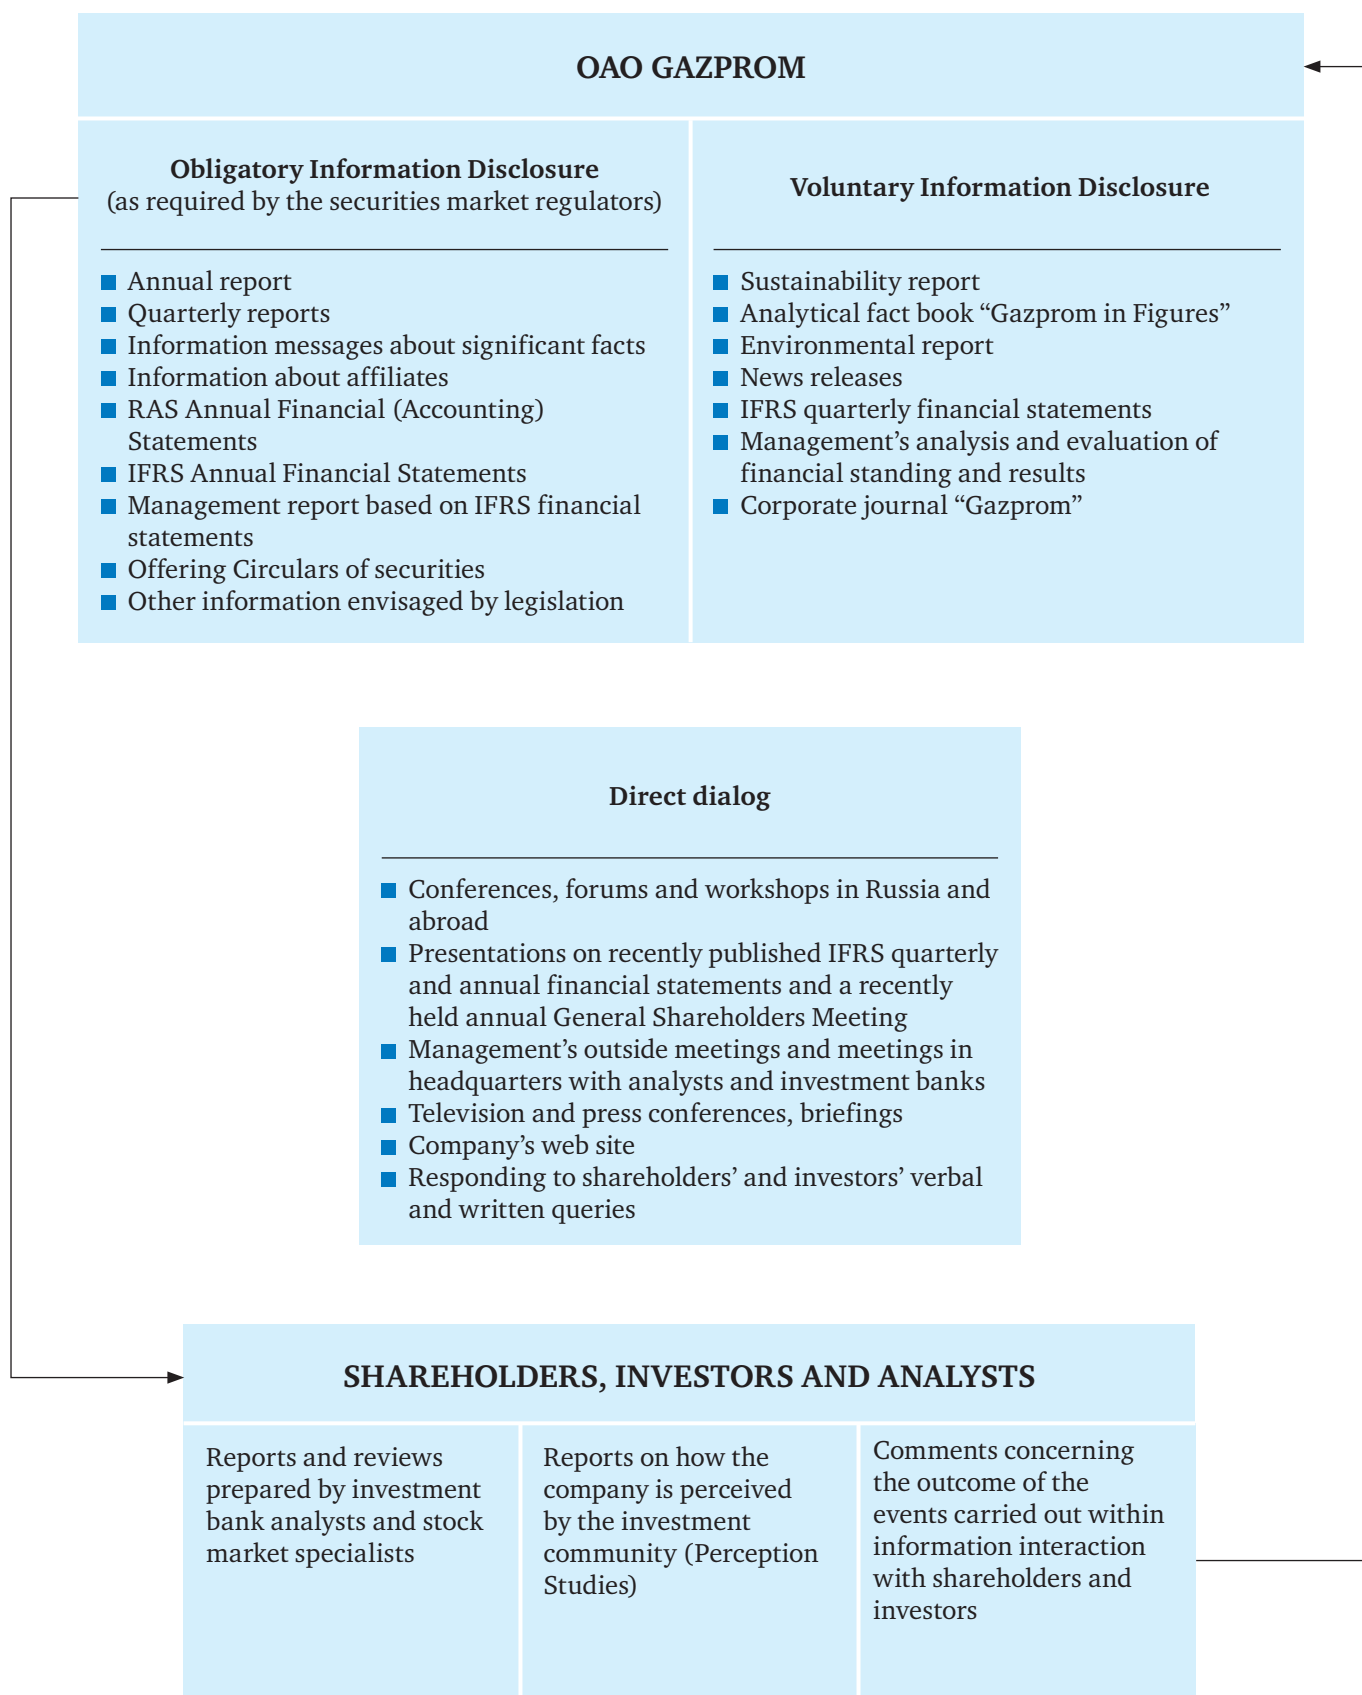 OAO GAZPROM
Obligatory Information Disclosure
(as required by the securities market regulators)
■ Annual report
■ Quarterly reports
■ Information messages about significant facts
■ Information about affiliates
■ RAS Annual Financial (Accounting)
Statements
■ IFRS Annual Financial Statements
■ Management report based on IFRS financial
statements
■ Offering Circulars of securities
■ Other information envisaged by legislation
Voluntary Information Disclosure
■ Sustainability report
■ Analytical fact book “Gazprom in Figures”
■ Environmental report
■ News releases
■ IFRS quarterly financial statements
■ Management’s analysis and evaluation of
financial standing and results
■ Corporate journal “Gazprom”
Direct dialog
■ Conferences, forums and workshops in Russia and
abroad
■ Presentations on recently published IFRS quarterly
and annual financial statements and a recently
held annual General Shareholders Meeting
■ Management’s outside meetings and meetings in
headquarters with analysts and investment banks
■ Television and press conferences, briefings
■ Company’s web site
■ Responding to shareholders’ and investors’ verbal
and written queries
SHAREHOLDERS, INVESTORS AND ANALYSTS
Reports and reviews
prepared by investment
bank analysts and stock
market specialists
Reports on how the
company is perceived
by the investment
community (Perception
Studies)
Comments concerning
the outcome of the
events carried out within
information interaction
with shareholders and
investors